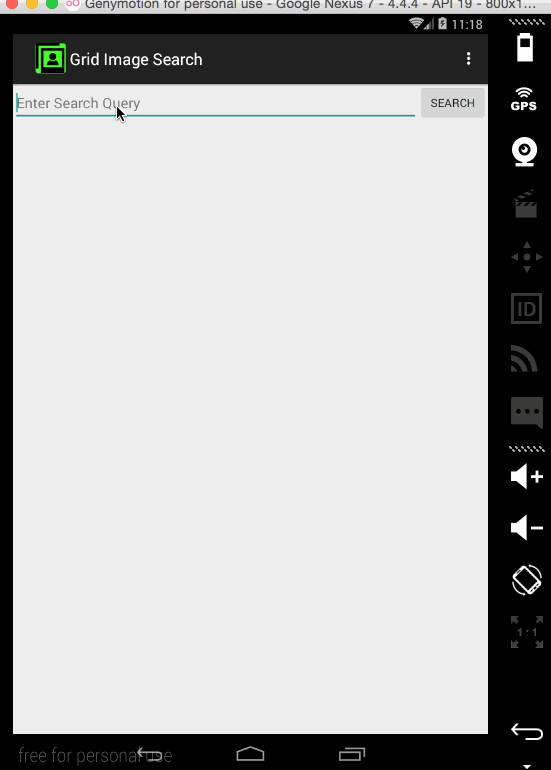 Genymotion for personal use - Google Nexus 7 - 4.4.4 - API 19 - 800x1...
11:18
Grid Image Search
Enter Search Query
SEARCH
GPS
ID
1:1
free for personal use